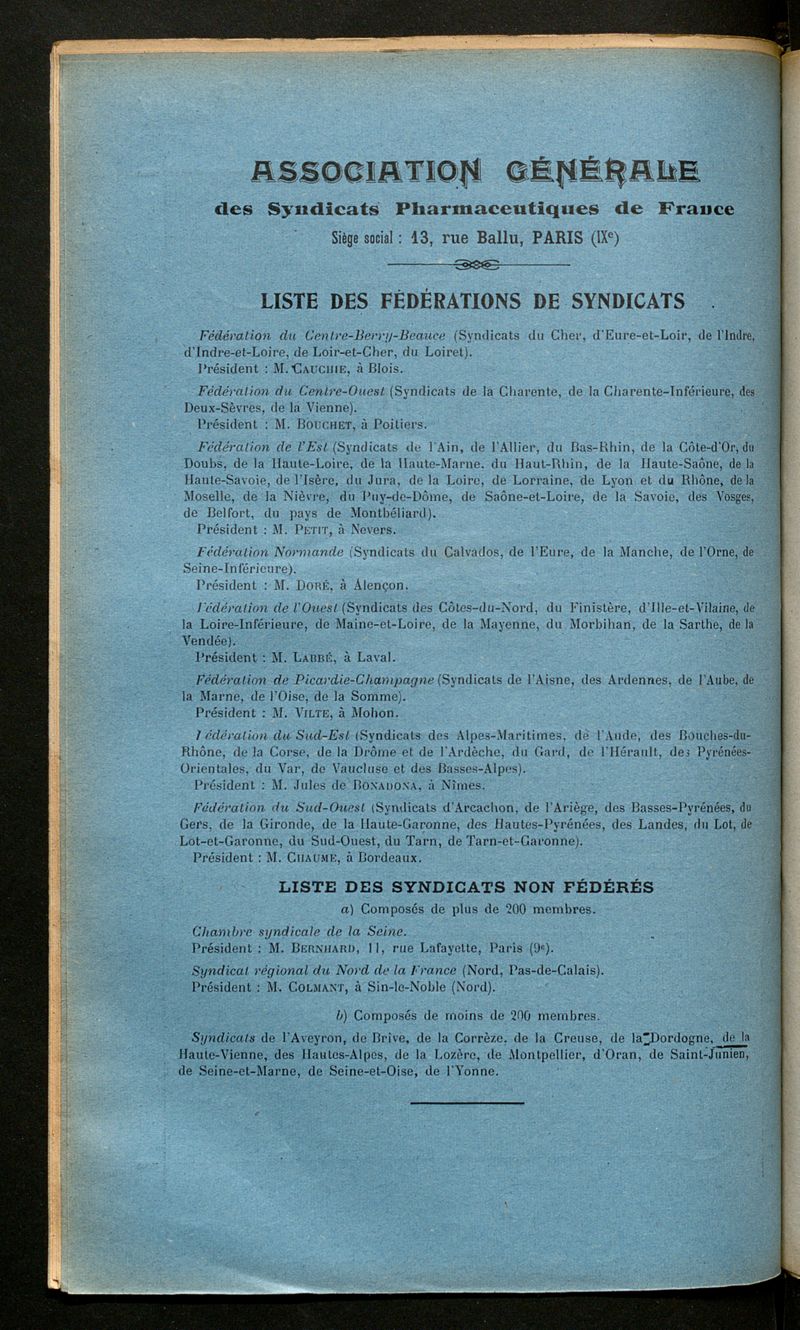 ASSOCIATION GÉNÉRALE
des Syndicats Pharmaceutiques de France
Siège social : 13, rue Ballu, PARIS (IXe)
LISTE DES FÉDÉRATIONS DE SYNDICATS
Fédération du Centre-Berry-Beauce (Syndicats du Cher, d'Eure-et-Loir, de l'Indre,
d'Indre-et-Loire, de Loir-et-Cher, du Loiret).
Président : M. CAUCHIE, à Blois.
Fédération du Centre-Ouest (Syndicats de la Charente, de la Charente-Inférieure, des
Deux-Sèvres, de la Vienne).
Président : M. BOUCHET, à Poitiers.
Fédération de l'Est (Syndicats de l'Ain, de l'Allier, du Bas-Rhin, de la Côte-d'Or, du
Doubs, de la Haute-Loire, de la Haute-Marne, du Haut-Rhin, de la Haute-Saône, de la
Haute-Savoie, de l'Isère, du Jura, de la Loire, de Lorraine, de Lyon et du Rhône, de la
Moselle, de la Nièvre, du Puy-de-Dôme, de Saône-et-Loire, de la Savoie, des Vosges,
de Belfort, du pays de Montbéliard).
Président : M. PETIT, à Nevers.
Fédération Normande (Syndicats du Calvados, de l'Eure, de la Manche, de l'Orne, de
Seine-Inférieure).
Président : M. DORÉ, à Alençon.
Fédération de l'Ouest (Syndicats des Côtes-du-Nord, du Finistère, d'Ille-et-Vilaine, de
la Loire-Inférieure, de Maine-et-Loire, de la Mayenne, du Morbihan, de la Sarthe, de la
Vendée).
Président : M. LABBÉ, à Laval.
Fédération de Picardie-Champagne (Syndicats de l'Aisne, des Ardennes, de l'Aube, de
la Marne, de l'Oise, de la Somme).
Président : M. VILTE, à Mohon.
Fédération du Sud-Est (Syndicats des Alpes-Maritimes, de l'Aude, des Bouches-du-
Rhône, de la Corse, de la Drôme et de l'Ardèche, du Gard, de l'Hérault, des Pyrénées-
Orientales, du Var, de Vaucluse et des Basses-Alpes).
Président : M. Jules de BONADONA, à Nîmes.
Fédération du Sud-Ouest (Syndicats d'Arcachon, de l'Ariège, des Basses-Pyrénées, du
Gers, de la Gironde, de la Haute-Garonne, des Hautes-Pyrénées, des Landes, du Lot, de
Lot-et-Garonne, du Sud-Ouest, du Tarn, de Tarn-et-Garonne).
Président : M. CHAUME, à Bordeaux.
LISTE DES SYNDICATS NON FÉDÉRÉS
a) Composés de plus de 200 membres.
Chambre syndicale de la Seine.
Président : M. BERNHARD, 11, rue Lafayette, Paris (9e).
Syndicat régional du Nord de la France (Nord, Pas-de-Calais).
Président : M. COLMANT, à Sin-le-Noble (Nord).
b) Composés de moins de 200 membres.
Syndicats de l'Aveyron, de Brive, de la Corrèze, de la Creuse, de la Dordogne, de la
Haute-Vienne, des Hautes-Alpes, de la Lozère, de Montpellier, d'Oran, de Saint-Junien,
de Seine-et-Marne, de Seine-et-Oise, de l'Yonne.